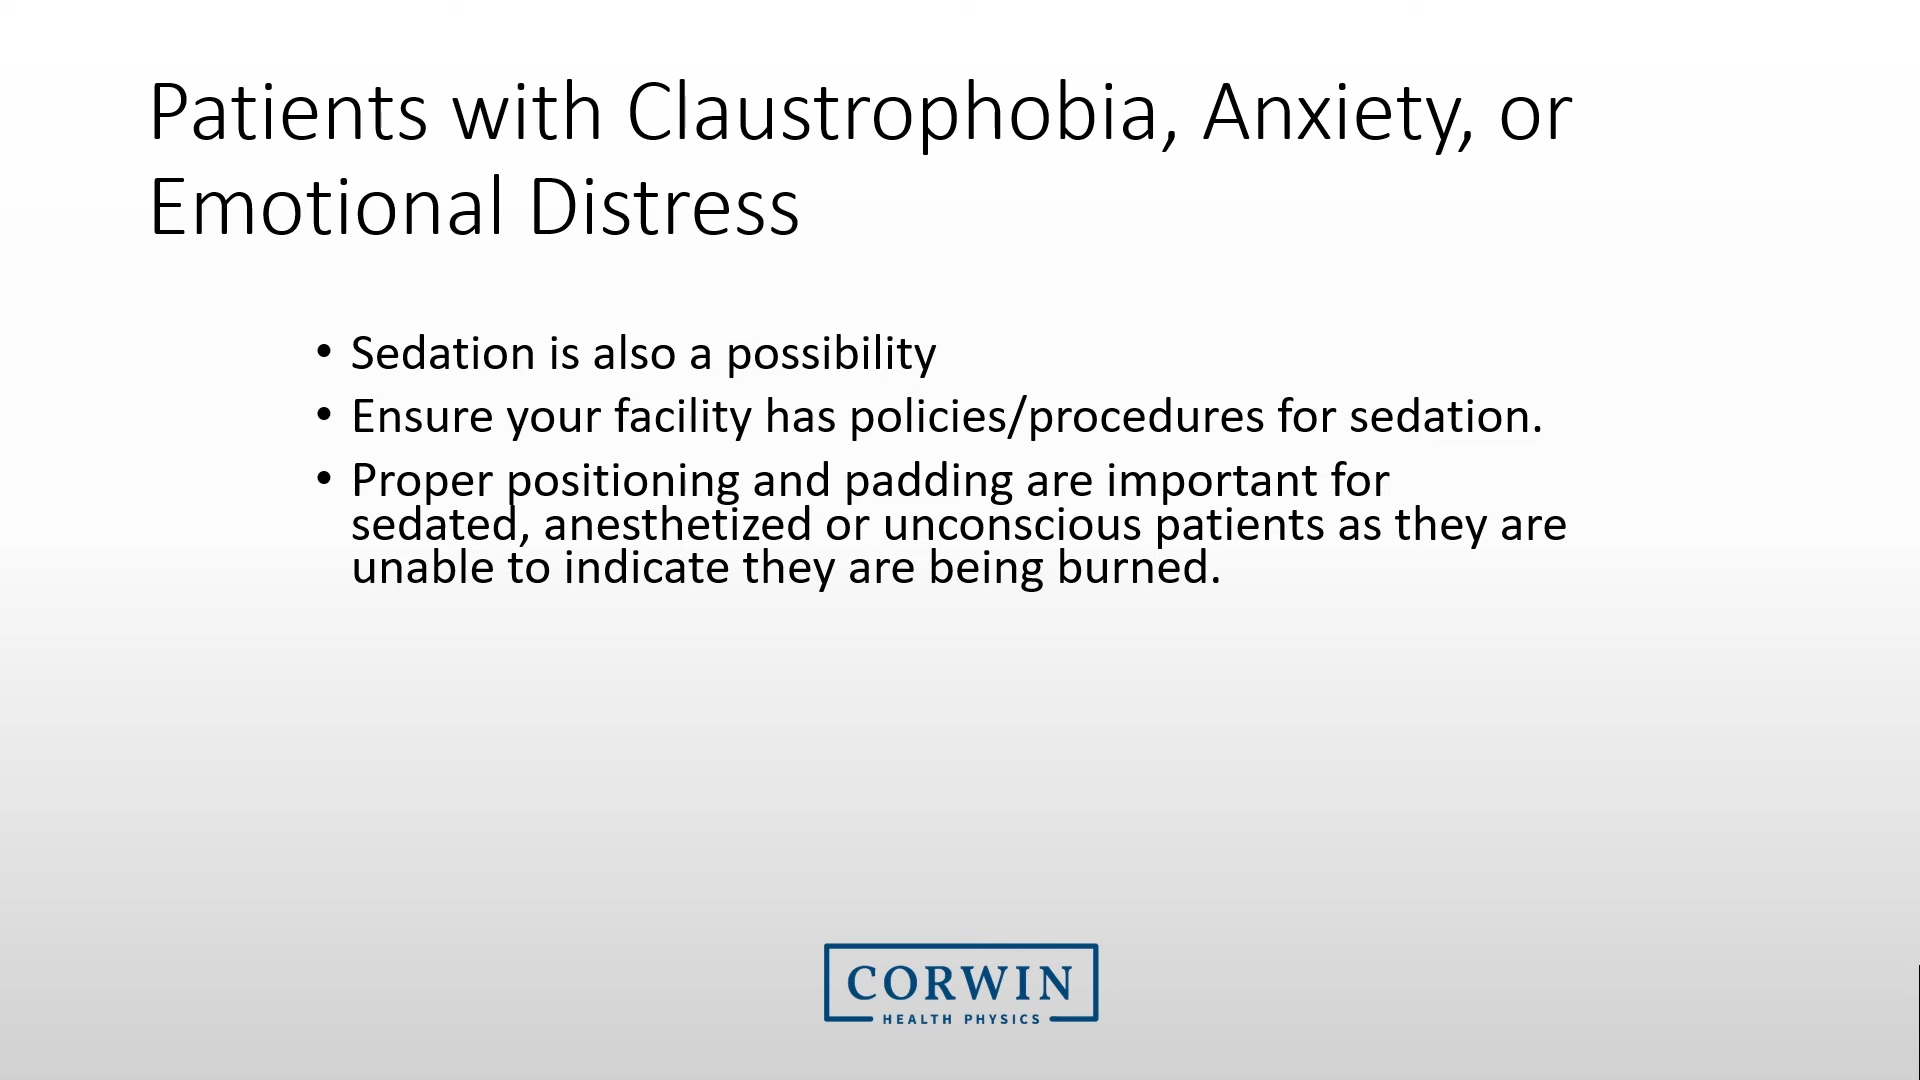 Patients with Claustrophobia, Anxiety, or
Emotional Distress
• Sedation is also a possibility
• Ensure your facility has policies/procedures for sedation.
• Proper positioning and padding are important for
sedated, anesthetized or unconscious patients as they are
unable to indicate they are being burned.
CORWIN
HEALTH PHYSICS